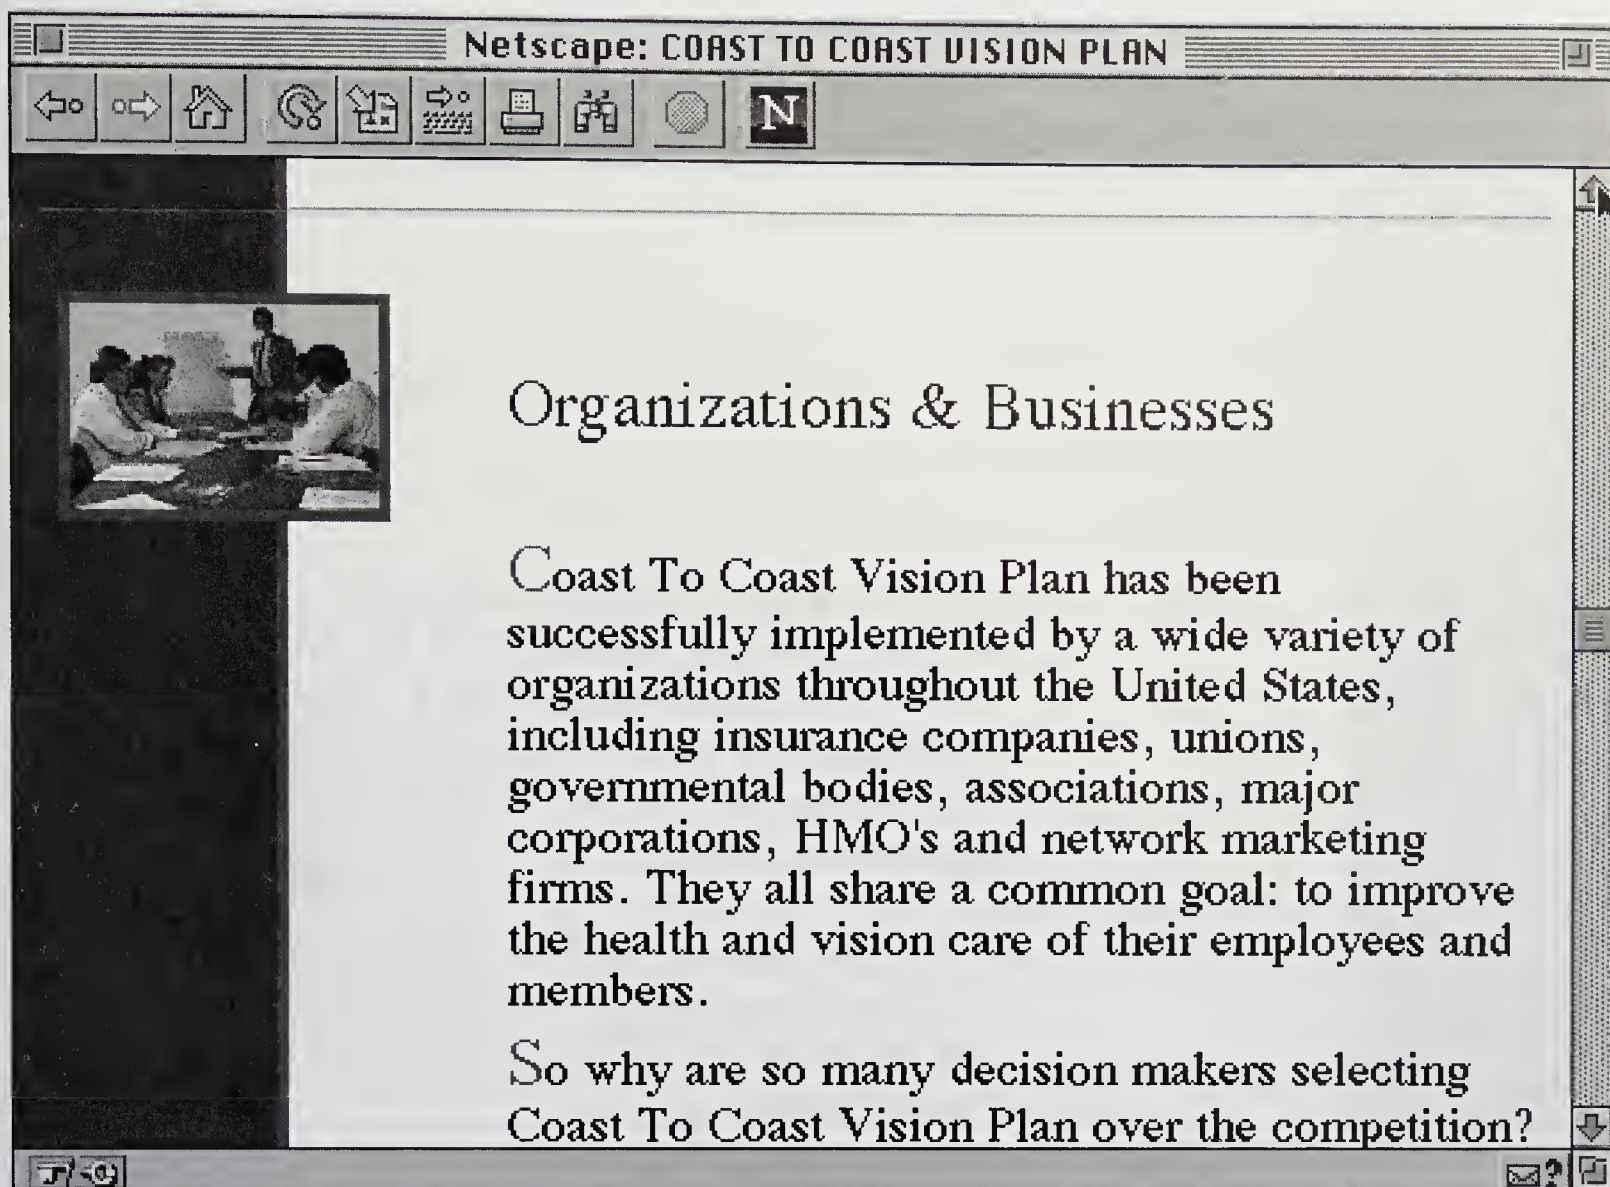 Netscape: COAST TO COAST VISION PLAN
N
Organizations & Businesses
Coast To Coast Vision Plan has been
successfully implemented by a wide variety of
organizations throughout the United States,
including insurance companies, unions,
governmental bodies, associations, major
corporations, HMO's and network marketing
firms. They all share a common goal: to improve
the health and vision care of their employees and
members.
So why are so many decision makers selecting
Coast To Coast Vision Plan over the competition?
?